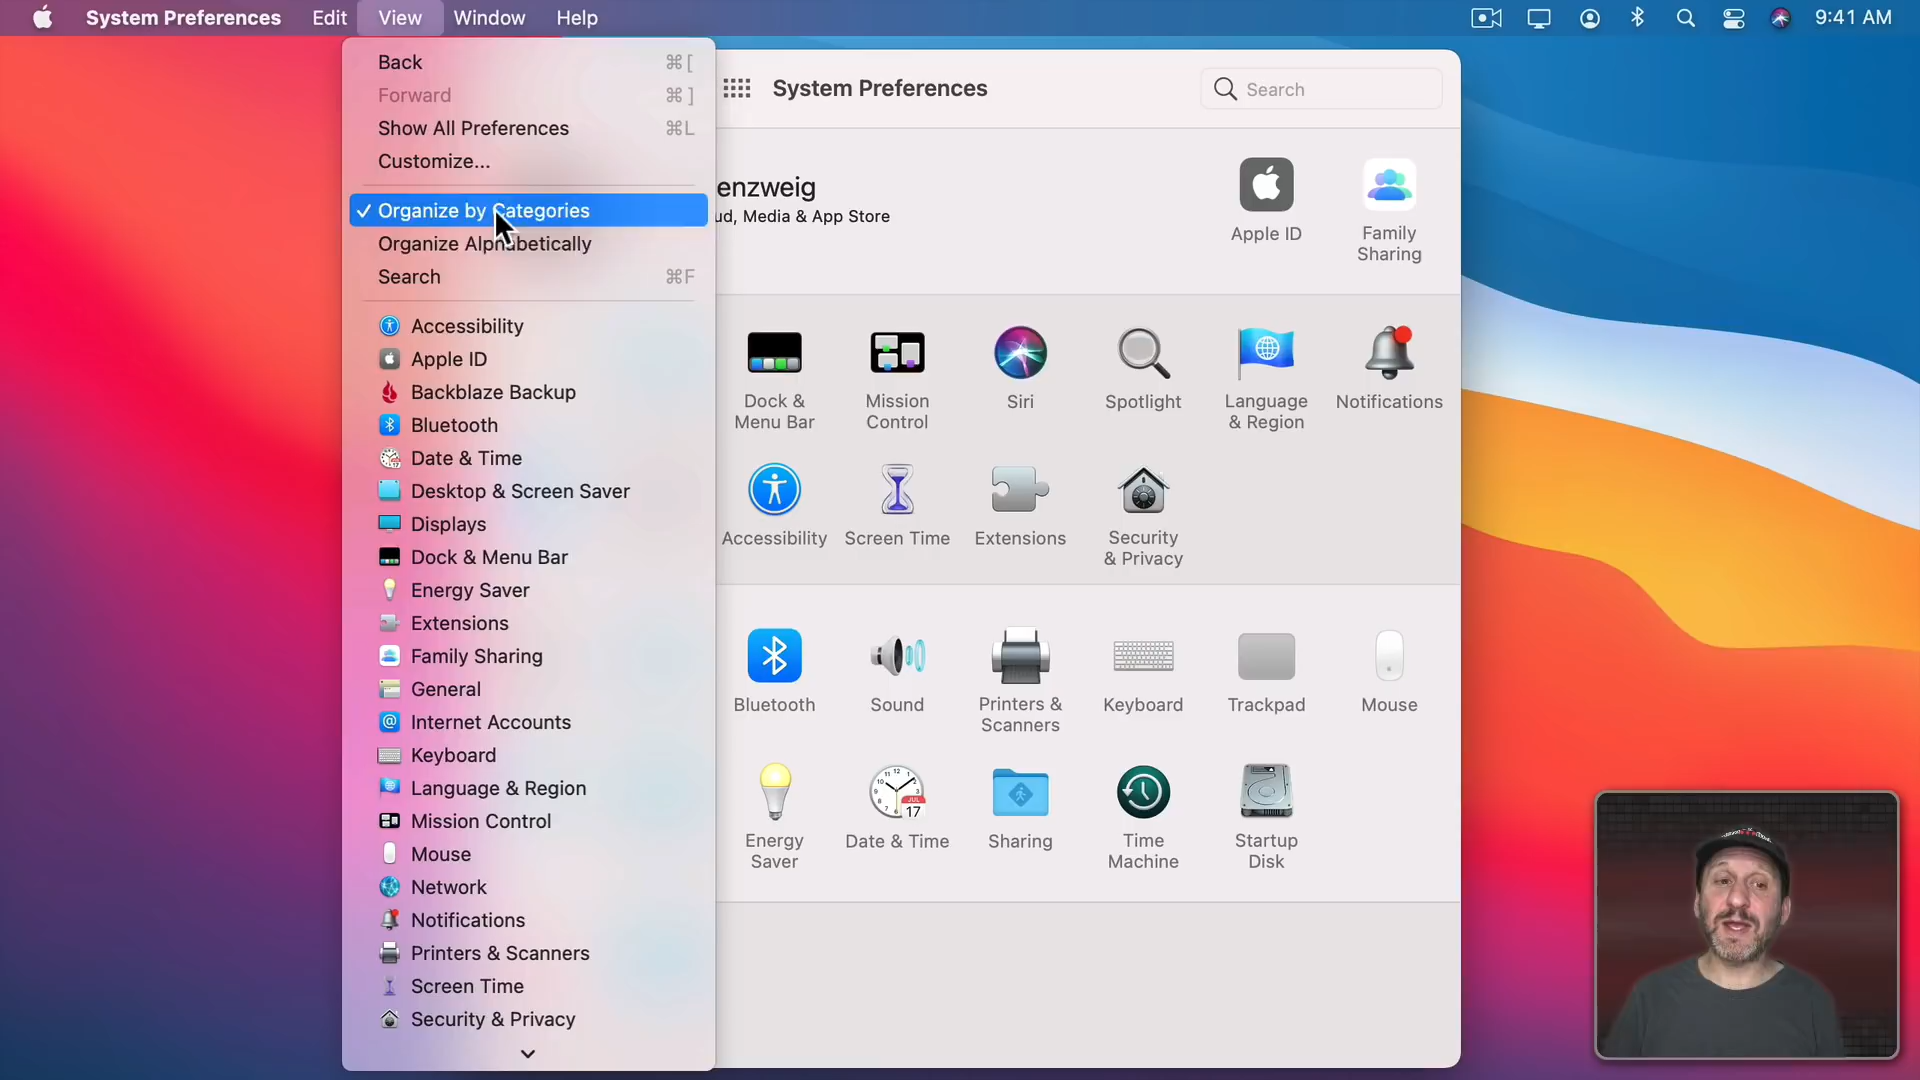 System Preferences Edit View Window Help
9:41 AM
Back ⌘[
Forward ⌘]
Show All Preferences ⌘L
Customize...
✓ Organize by Categories
Organize Alphabetically
Search ⌘F
Accessibility
Apple ID
Backblaze Backup
Bluetooth
Date & Time
Desktop & Screen Saver
Displays
Dock & Menu Bar
Energy Saver
Extensions
Family Sharing
General
Internet Accounts
Keyboard
Language & Region
Mission Control
Mouse
Network
Notifications
Printers & Scanners
Screen Time
Security & Privacy
System Preferences
Search
enzweig
ud, Media & App Store
Apple ID
Family
Sharing
Dock &
Menu Bar
Mission
Control
Siri
Spotlight
Language
& Region
Notifications
Accessibility
Screen Time
Extensions
Security
& Privacy
Bluetooth
Sound
Printers &
Scanners
Keyboard
Trackpad
Mouse
Energy
Saver
JUL
17
Date & Time
Sharing
Time
Machine
Startup
Disk